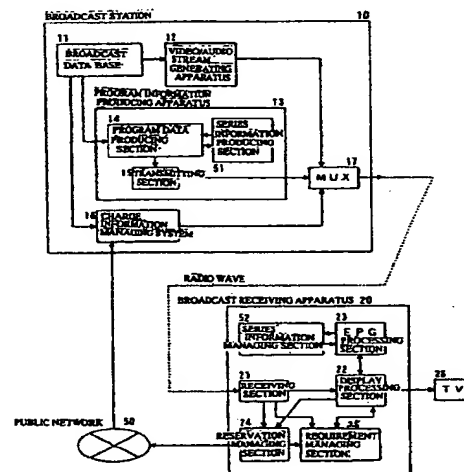 BROADCAST STATION
10
11
BROADCAST
DATA BASE
12
VIDEO/AUDIO
STREAM
GENERATING
APPARATUS
PROGRAM INFORMATION
PRODUCING APPARATUS
13
14
PROGRAM DATA
PRODUCING
SECTION
SERIES
INFORMATION
PRODUCING
SECTION
51
15
TRANSMITTING
SECTION
17
MUX
16
CHARGE
INFORMATION
MANAGING SYSTEM
RADIO WAVE
BROADCAST RECEIVING APPARATUS 20
52
SERIES
INFORMATION
MANAGING SECTION
23
EPG
PROCESSING
SECTION
21
RECEIVING
SECTION
22
DISPLAY
PROCESSING
SECTION
26
TV
PUBLIC NETWORK
50
24
RESERVATION
MANAGING
SECTION
25
REQUIREMENT
MANAGING
SECTION